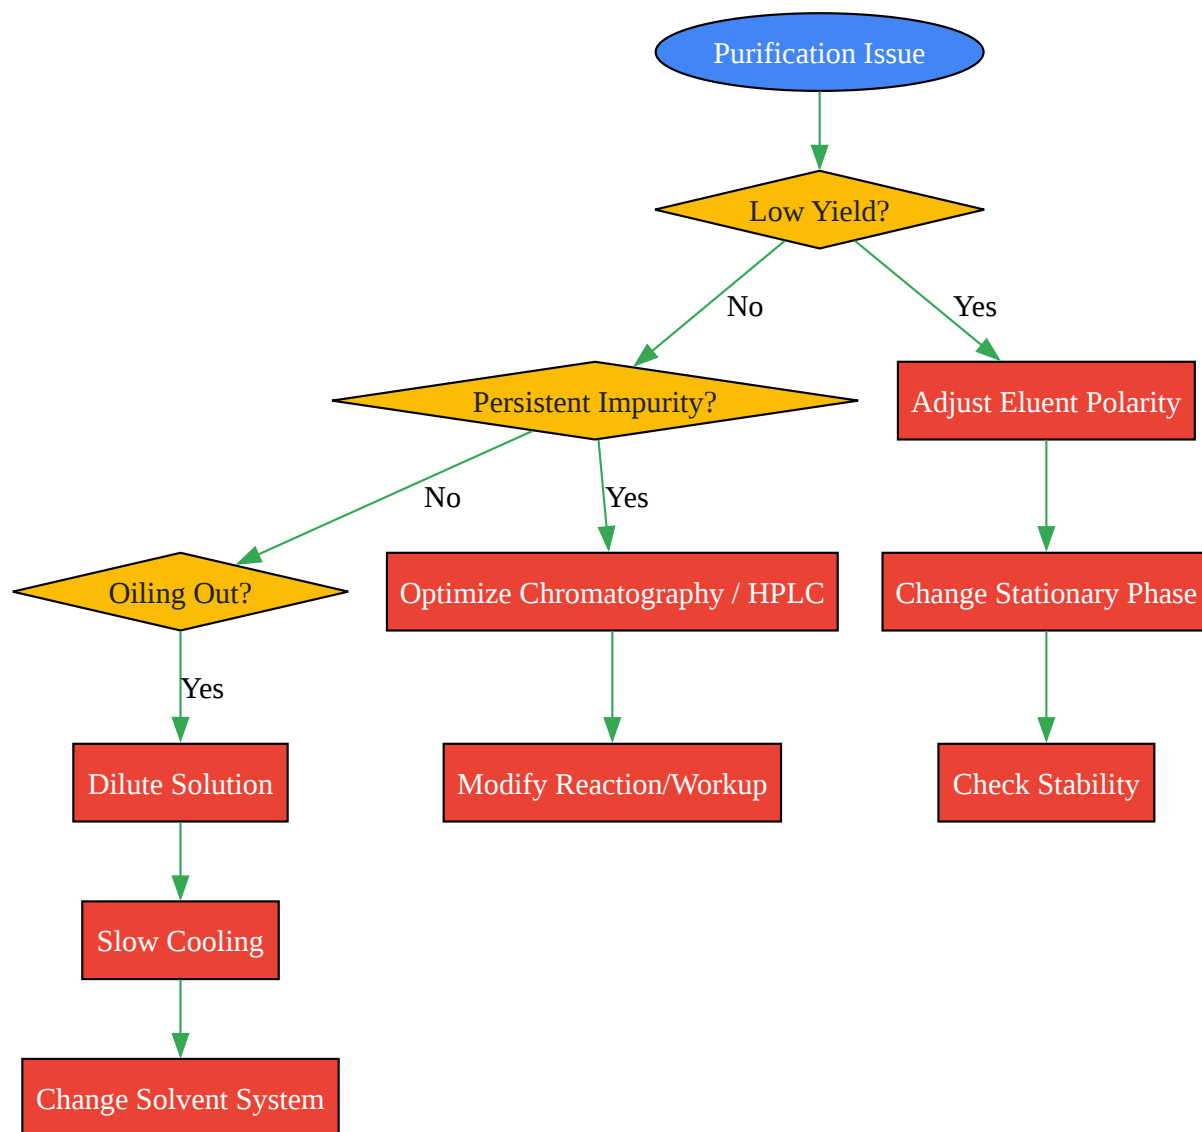 Purification Issue
Low Yield?
No
Yes
Persistent Impurity?
Adjust Eluent Polarity
No
Yes
Oiling Out?
Optimize Chromatography / HPLC
Change Stationary Phase
Yes
Dilute Solution
Modify Reaction/Workup
Check Stability
Slow Cooling
Change Solvent System